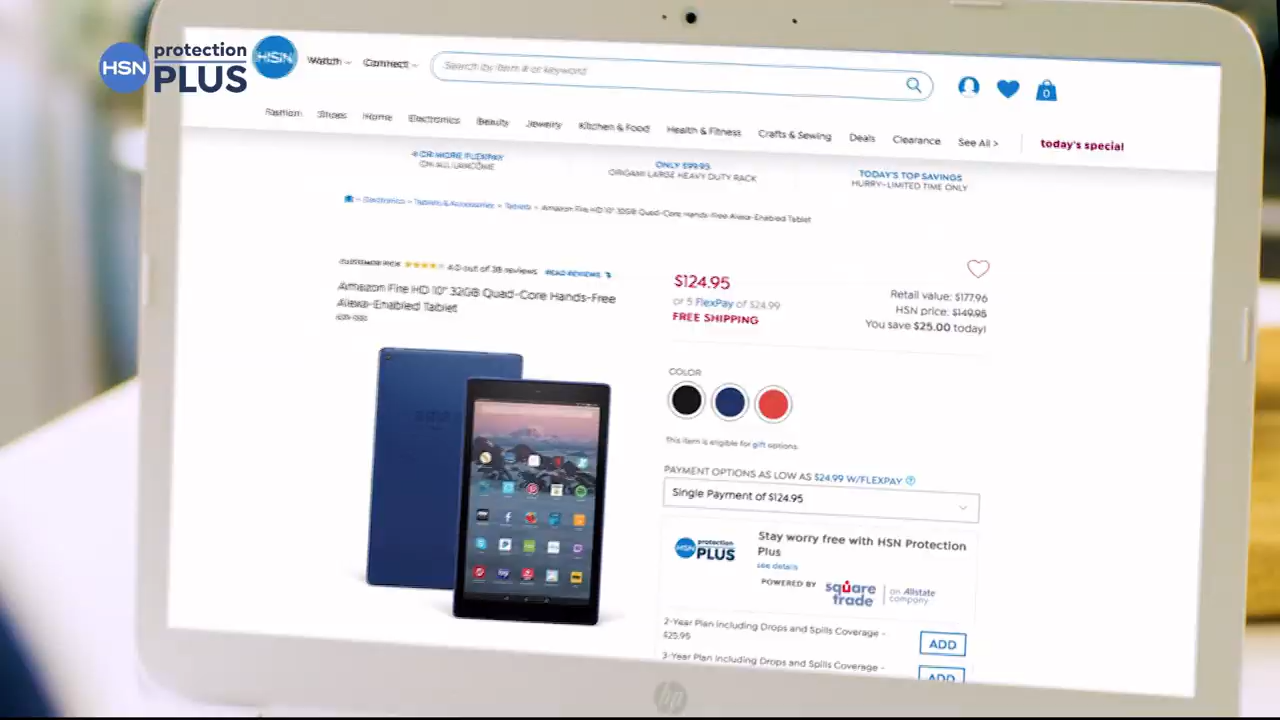 HSN protection PLUS
HSN
Watch
Connect
Search by item # or keyword
0
Fashion Shoes Home Electronics Beauty Jewelry Kitchen & Food Health & Fitness Crafts & Sewing Deals Clearance See All > today's special
OR MORE FLEXPAY
ON ALL LANCOME
ONLY $99.95
ORIGAMI LARGE HEAVY DUTY RACK
TODAY'S TOP SAVINGS
HURRY–LIMITED TIME ONLY
Electronics > Tablets & Accessories > Tablets > Amazon Fire HD 10" 32GB Quad-Core Hands-Free Alexa-Enabled Tablet
CUSTOMER PICK 4.0 out of 38 reviews READ REVIEWS
Amazon Fire HD 10" 32GB Quad-Core Hands-Free
Alexa-Enabled Tablet
$124.95
or 5 FlexPay of $24.99
FREE SHIPPING
Retail value: $177.96
HSN price: $149.95
You save $25.00 today!
COLOR
This item is eligible for gift options.
PAYMENT OPTIONS AS LOW AS $24.99 W/FLEXPAY ?
Single Payment of $124.95
HSN protection PLUS
Stay worry free with HSN Protection
Plus
see details
POWERED BY square trade | an Allstate company
2-Year Plan including Drops and Spills Coverage -
$25.95
ADD
3-Year Plan including Drops and Spills Coverage -
ADD
hp